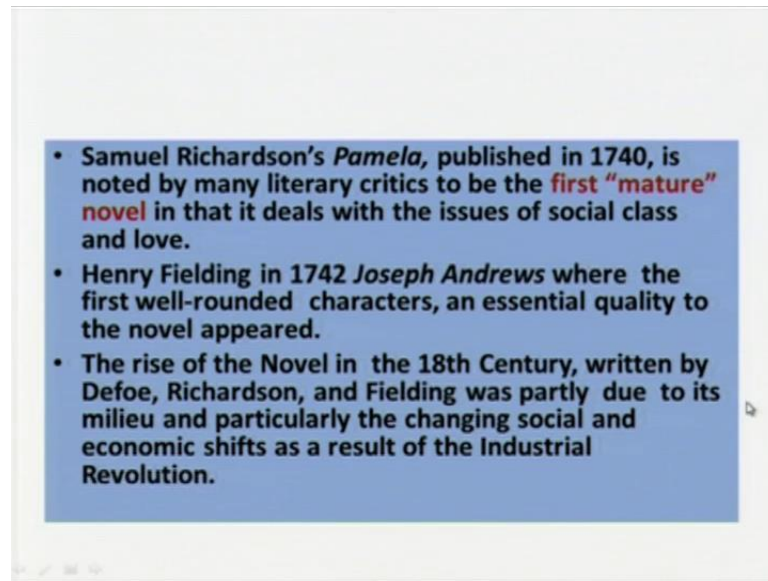 • Samuel Richardson's Pamela, published in 1740, is
noted by many literary critics to be the first “mature”
novel in that it deals with the issues of social class
and love.
• Henry Fielding in 1742 Joseph Andrews where the
first well-rounded characters, an essential quality to
the novel appeared.
• The rise of the Novel in the 18th Century, written by
Defoe, Richardson, and Fielding was partly due to its
milieu and particularly the changing social and
economic shifts as a result of the Industrial
Revolution.